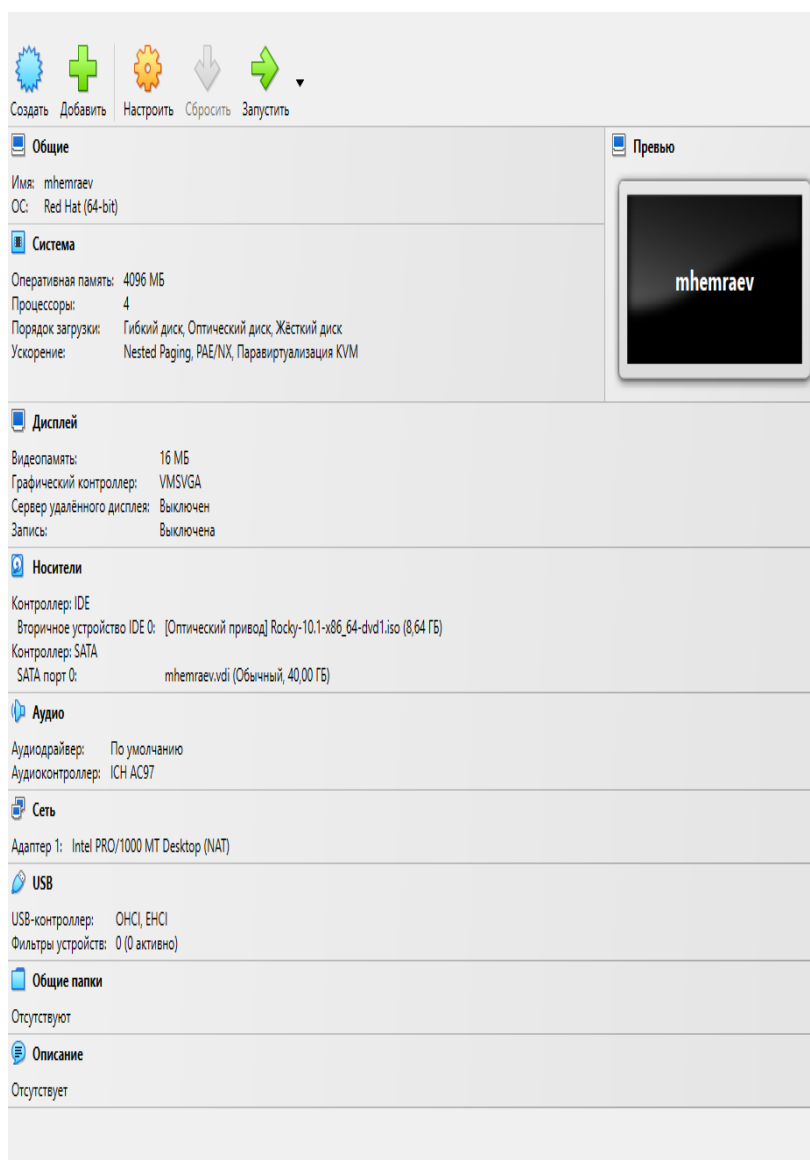 Создать Добавить Настроить Сбросить Запустить
Общие
Имя: mhemraev
ОС: Red Hat (64-bit)
Превью
mhemraev
Система
Оперативная память: 4096 МБ
Процессоры: 4
Порядок загрузки: Гибкий диск, Оптический диск, Жёсткий диск
Ускорение: Nested Paging, PAE/NX, Паравиртуализация KVM
Дисплей
Видеопамять: 16 МБ
Графический контроллер: VMSVGA
Сервер удалённого дисплея: Выключен
Запись: Выключена
Носители
Контроллер: IDE
Вторичное устройство IDE 0: [Оптический привод] Rocky-10.1-x86_64-dvd1.iso (8,64 ГБ)
Контроллер: SATA
SATA порт 0: mhemraev.vdi (Обычный, 40,00 ГБ)
Аудио
Аудиодрайвер: По умолчанию
Аудиоконтроллер: ICH AC97
Сеть
Адаптер 1: Intel PRO/1000 MT Desktop (NAT)
USB
USB-контроллер: OHCI, EHCI
Фильтры устройств: 0 (0 активно)
Общие папки
Отсутствуют
Описание
Отсутствует